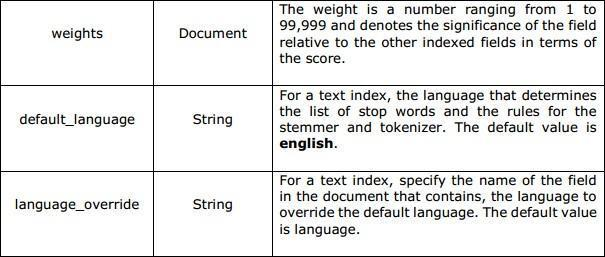 weights
Document
The weight is a number ranging from 1 to
99,999 and denotes the significance of the field
relative to the other indexed fields in terms of
the score.
default_language
String
For a text index, the language that determines
the list of stop words and the rules for the
stemmer and tokenizer. The default value is
english.
language_override
String
For a text index, specify the name of the field
in the document that contains, the language to
override the default language. The default value
is language.